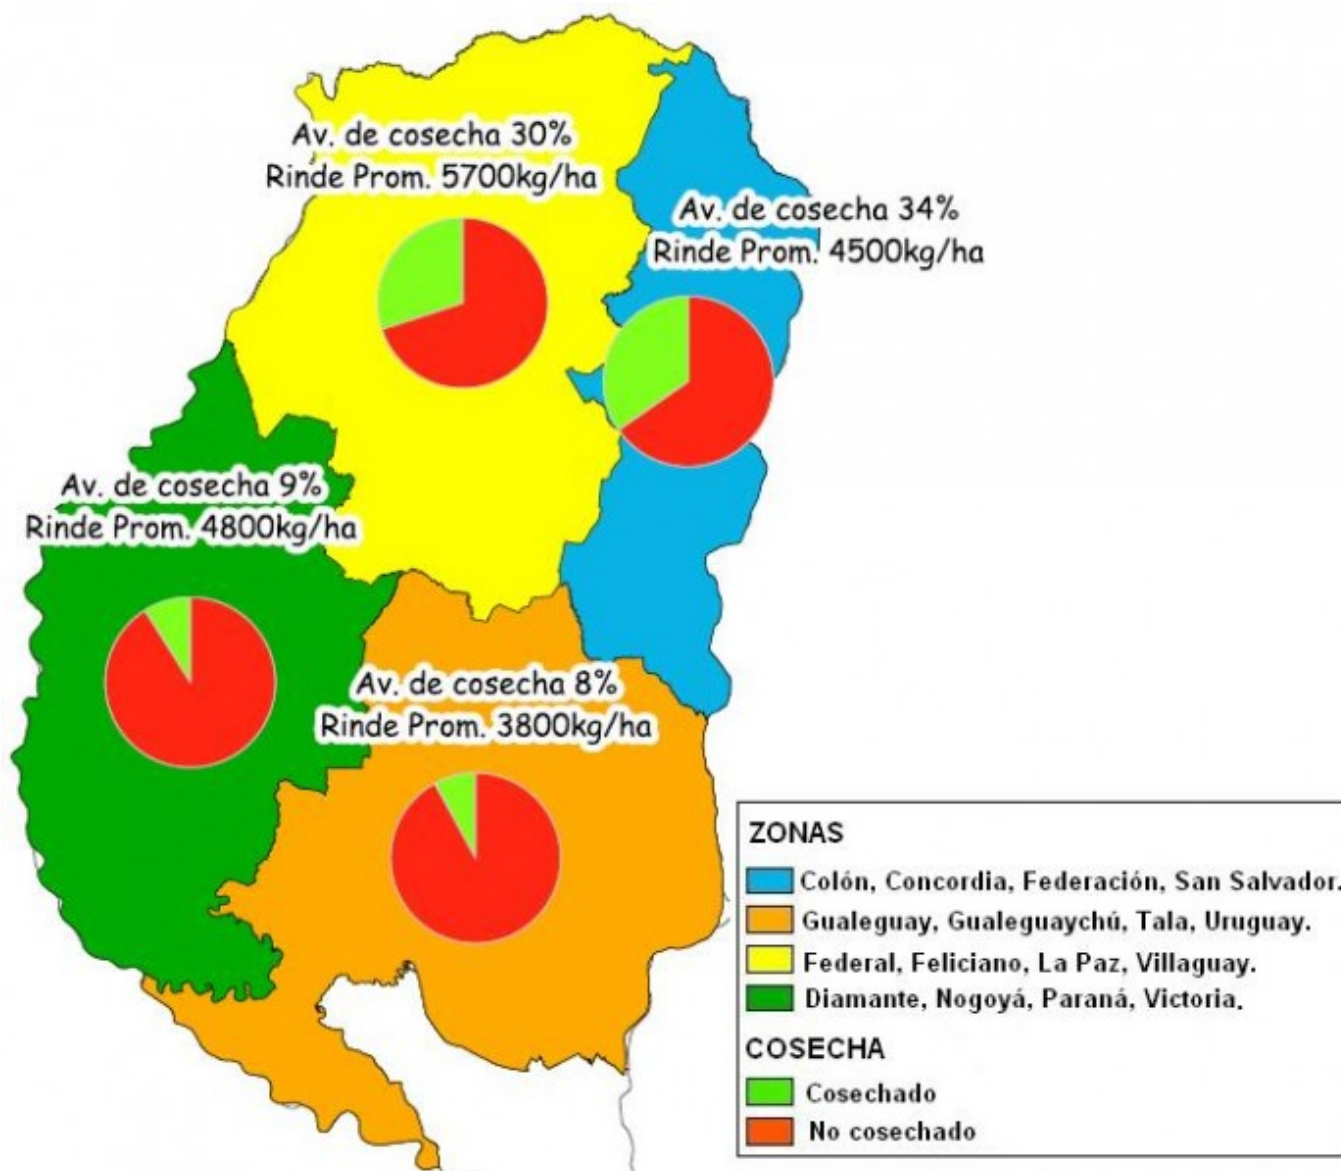 Av. de cosecha 30%
Rinde Prom. 5700kg/ha
Av. de cosecha 34%
Rinde Prom. 4500kg/ha
Av. de cosecha 9%
Rinde Prom. 4800kg/ha
Av. de cosecha 8%
Rinde Prom. 3800kg/ha
ZONAS
Colón, Concordia, Federación, San Salvador.
Gualeguay, Gualeguaychú, Tala, Uruguay.
Federal, Feliciano, La Paz, Villaguay.
Diamante, Nogoyá, Paraná, Victoria.
COSECHA
Cosechado
No cosechado